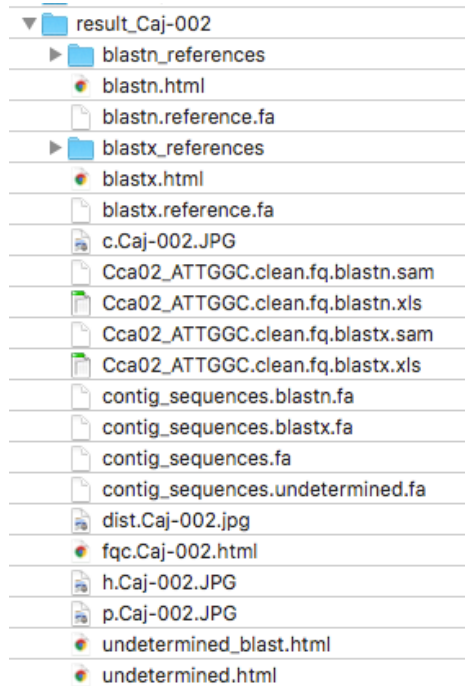 result_Caj-002
blastn_references
blastn.html
blastn.reference.fa
blastx_references
blastx.html
blastx.reference.fa
c.Caj-002.JPG
Cca02_ATTGGC.clean.fq.blastn.sam
Cca02_ATTGGC.clean.fq.blastn.xls
Cca02_ATTGGC.clean.fq.blastx.sam
Cca02_ATTGGC.clean.fq.blastx.xls
contig_sequences.blastn.fa
contig_sequences.blastx.fa
contig_sequences.fa
contig_sequences.undetermined.fa
dist.Caj-002.jpg
fqc.Caj-002.html
h.Caj-002.JPG
p.Caj-002.JPG
undetermined_blast.html
undetermined.html